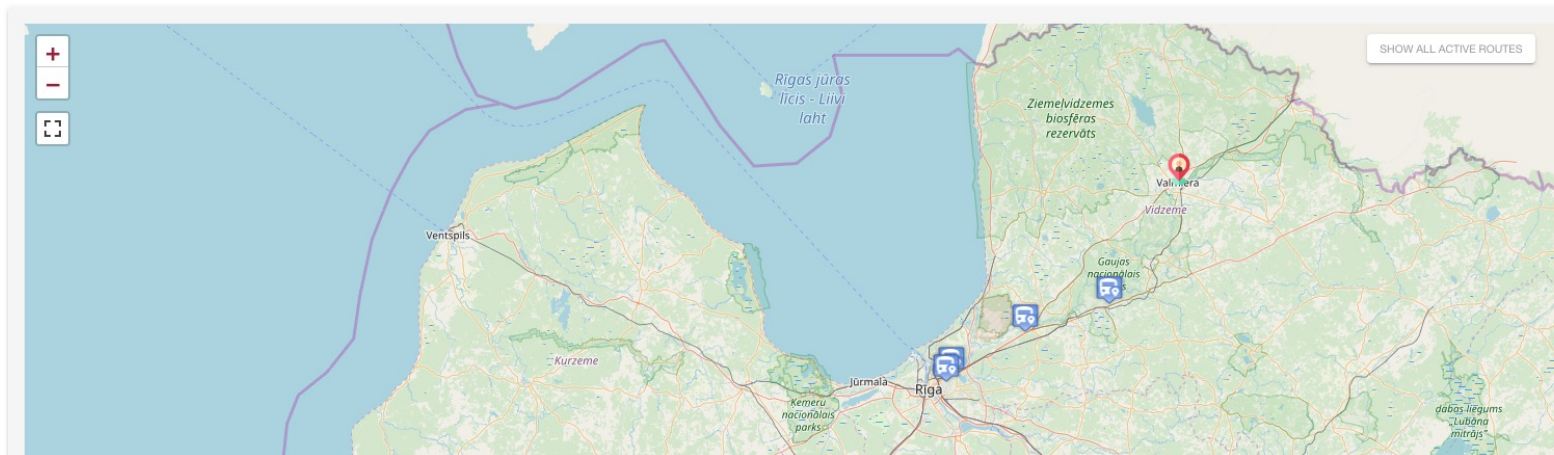 +
SHOW ALL ACTIVE ROUTES
−
Rīgas jūras
līcis - Liivi
laht
Ziemeļvidzemes
biosfēras
rezervāts
Valmiera
Vidzeme
Ventspils
Gaujas
nacionālais
Kurzeme
Jūrmala
Rīga
Ķemeru
nacionālais
parks
dabas liegums
"Lubāna
mitrājs"